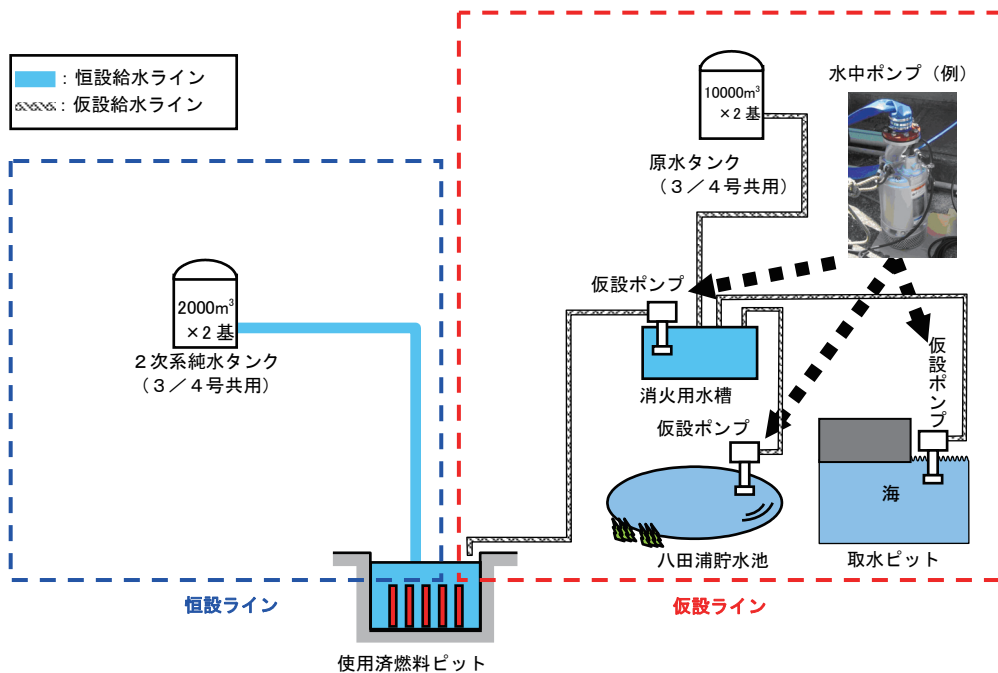 ：恒設給水ライン
：仮設給水ライン
水中ポンプ（例）
10000m³
×2 基
原水タンク
（３／４号共用）
2000m³
×2 基
２次系純水タンク
（３／４号共用）
仮設ポンプ
消火用水槽
仮設ポンプ
仮設ポンプ
海
八田浦貯水池
取水ピット
恒設ライン
仮設ライン
使用済燃料ピット